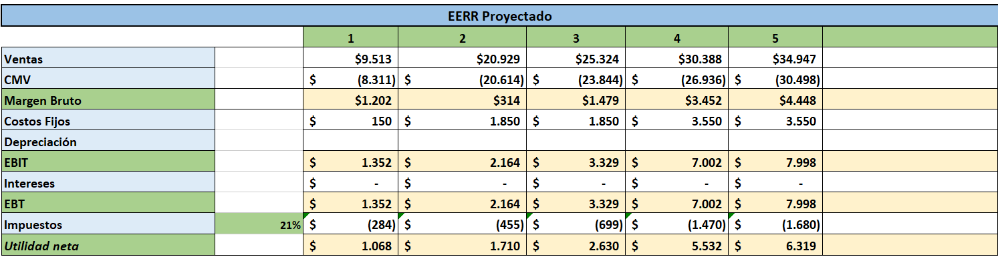 EERR Proyectado
1 2 3 4 5
Ventas $9.513 $20.929 $25.324 $30.388 $34.947
CMV $ (8.311) $ (20.614) $ (23.844) $ (26.936) $ (30.498)
Margen Bruto $1.202 $314 $1.479 $3.452 $4.448
Costos Fijos $ 150 $ 1.850 $ 1.850 $ 3.550 $ 3.550
Depreciación
EBIT $ 1.352 $ 2.164 $ 3.329 $ 7.002 $ 7.998
Intereses $ - $ - $ - $ - $ -
EBT $ 1.352 $ 2.164 $ 3.329 $ 7.002 $ 7.998
Impuestos 21% $ (284) $ (455) $ (699) $ (1.470) $ (1.680)
Utilidad neta $ 1.068 $ 1.710 $ 2.630 $ 5.532 $ 6.319